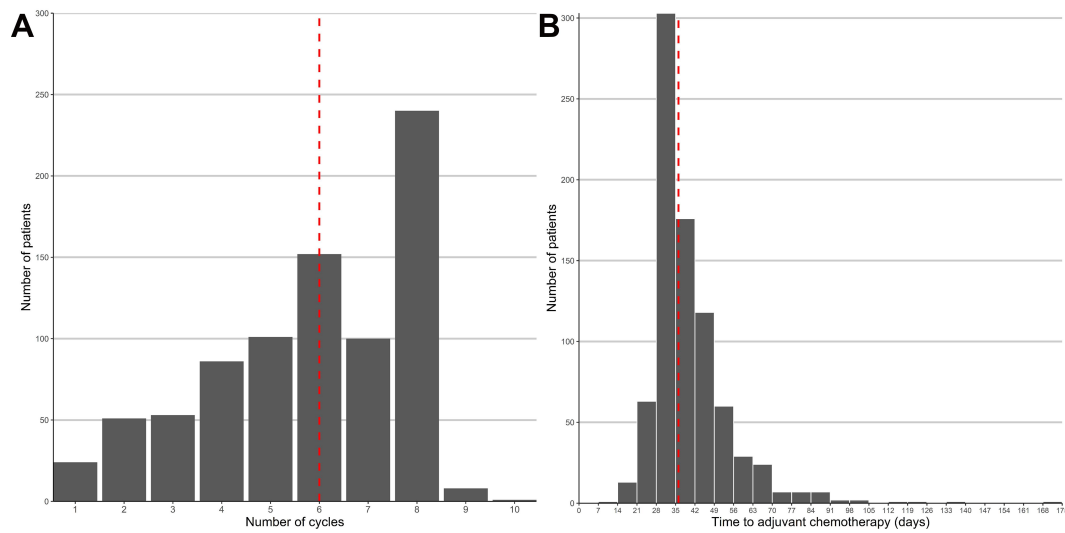 A
300
250
200
150
100
50
0
Number of patients
1 2 3 4 5 6 7 8 9 10
Number of cycles
B
300
250
200
150
100
50
0
Number of patients
0 7 14 21 28 35 42 49 56 63 70 77 84 91 98 105 112 119 126 133 140 147 154 161 168
Time to adjuvant chemotherapy (days)